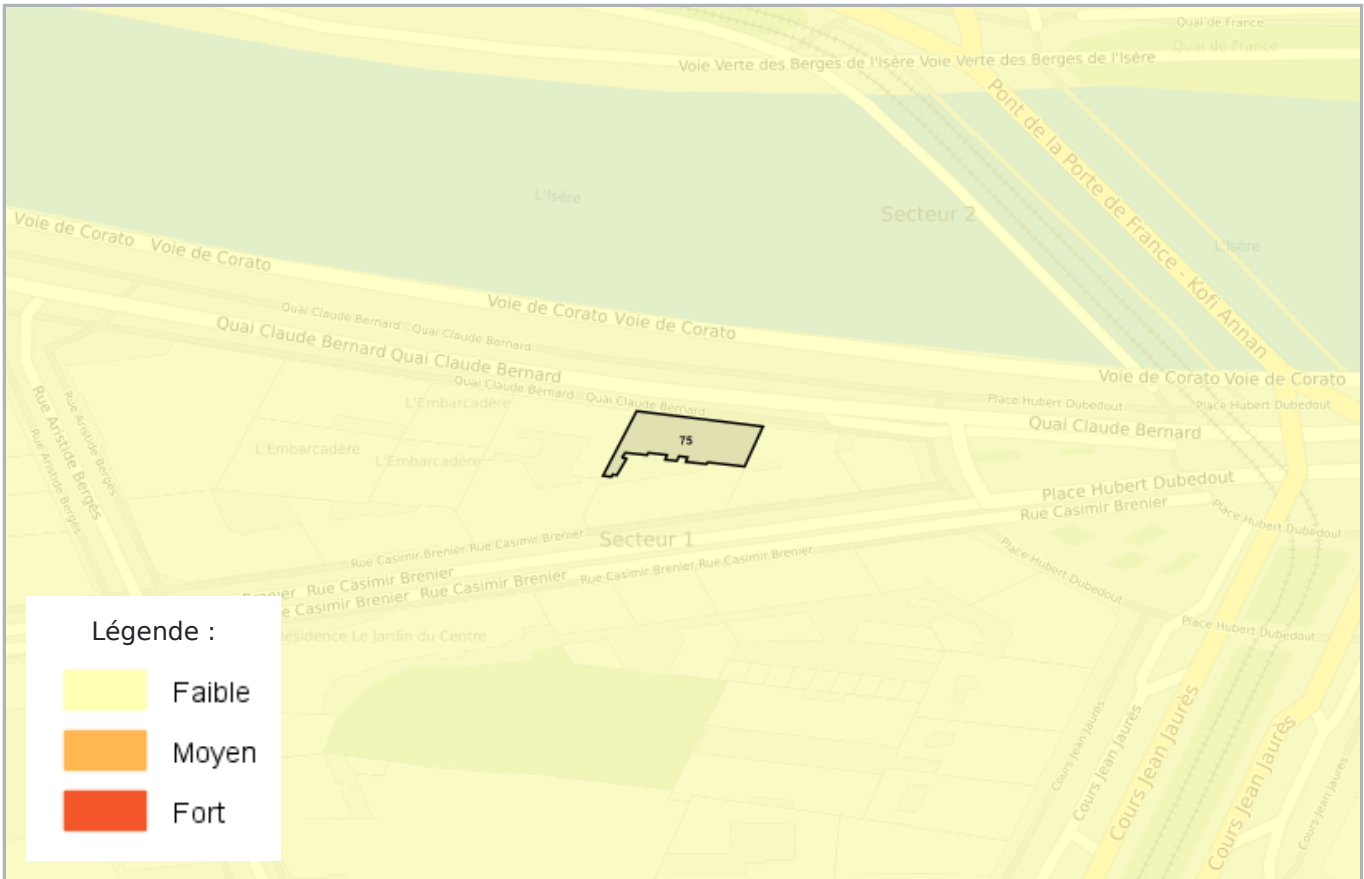 Quai de France
Quai de France
Voie Verte des Berges de l'Isère Voie Verte des Berges de l'Isère
Pont de la Porte de France - Kofi Annan
L'Isère
Secteur 2
L'Isère
Voie de Corato Voie de Corato
Voie de Corato Voie de Corato
Quai Claude Bernard Quai Claude Bernard
Quai Claude Bernard Quai Claude Bernard
Voie de Corato Voie de Corato
Quai Claude Bernard Quai Claude Bernard
L'Embarcadère
Place Hubert Dubedout
Place Hubert Dubedout
Quai Claude Bernard
75
Rue Aristide Bergès
Rue Aristide Bergès
Rue Aristide Bergès
L'Embarcadère
L'Embarcadère
Place Hubert Dubedout
Rue Casimir Brenier
Place Hubert Dubedout
Secteur 1
Rue Casimir Brenier Rue Casimir Brenier
Rue Casimir Brenier Rue Casimir Brenier
Brenier Rue Casimir Brenier
e Casimir Brenier Rue Casimir Brenier
Place Hubert Dubedout
Place Hubert Dubedout
ésidence Le Jardin du Centre
Cours Jean Jaurès
Cours Jean Jaurès
Cours Jean Jaurès
Cours Jean Jaurès
Cours Jean Jaurès
Légende :
Faible
Moyen
Fort